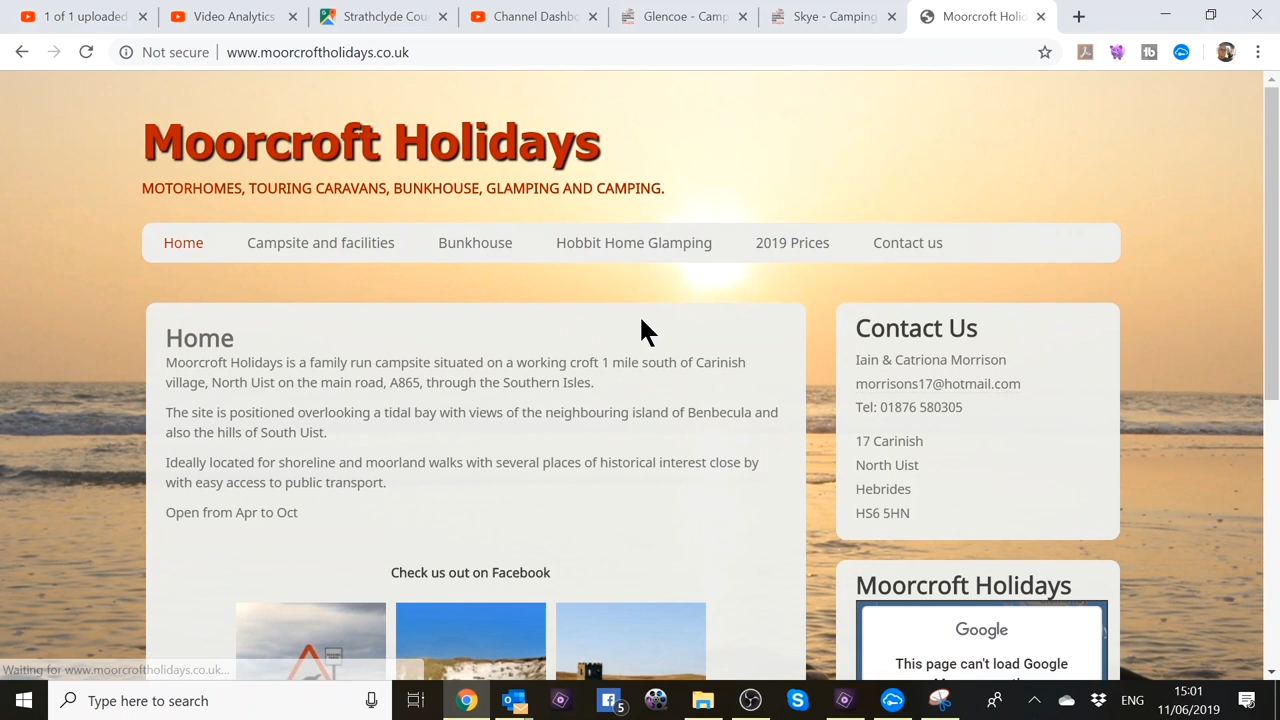 1 of 1 uploaded
Video Analytics
Strathclyde Cou
Channel Dashbo
Glencoe - Camp
Skye - Camping
Moorcroft Holid
Not secure
www.moorcroftholidays.co.uk
Moorcroft Holidays
MOTORHOMES, TOURING CARAVANS, BUNKHOUSE, GLAMPING AND CAMPING.
Home
Campsite and facilities
Bunkhouse
Hobbit Home Glamping
2019 Prices
Contact us
Home
Moorcroft Holidays is a family run campsite situated on a working croft 1 mile south of Carinish
village, North Uist on the main road, A865, through the Southern Isles.
The site is positioned overlooking a tidal bay with views of the neighbouring island of Benbecula and
also the hills of South Uist.
Ideally located for shoreline and moorland walks with several places of historical interest close by
with easy access to public transport.
Open from Apr to Oct
Check us out on Facebook
Contact Us
Iain & Catriona Morrison
morrisons17@hotmail.com
Tel: 01876 580305
17 Carinish
North Uist
Hebrides
HS6 5HN
Moorcroft Holidays
Google
This page can't load Google
Waiting for www.moorcroftholidays.co.uk...
Type here to search
5
ENG
15:01
11/06/2019